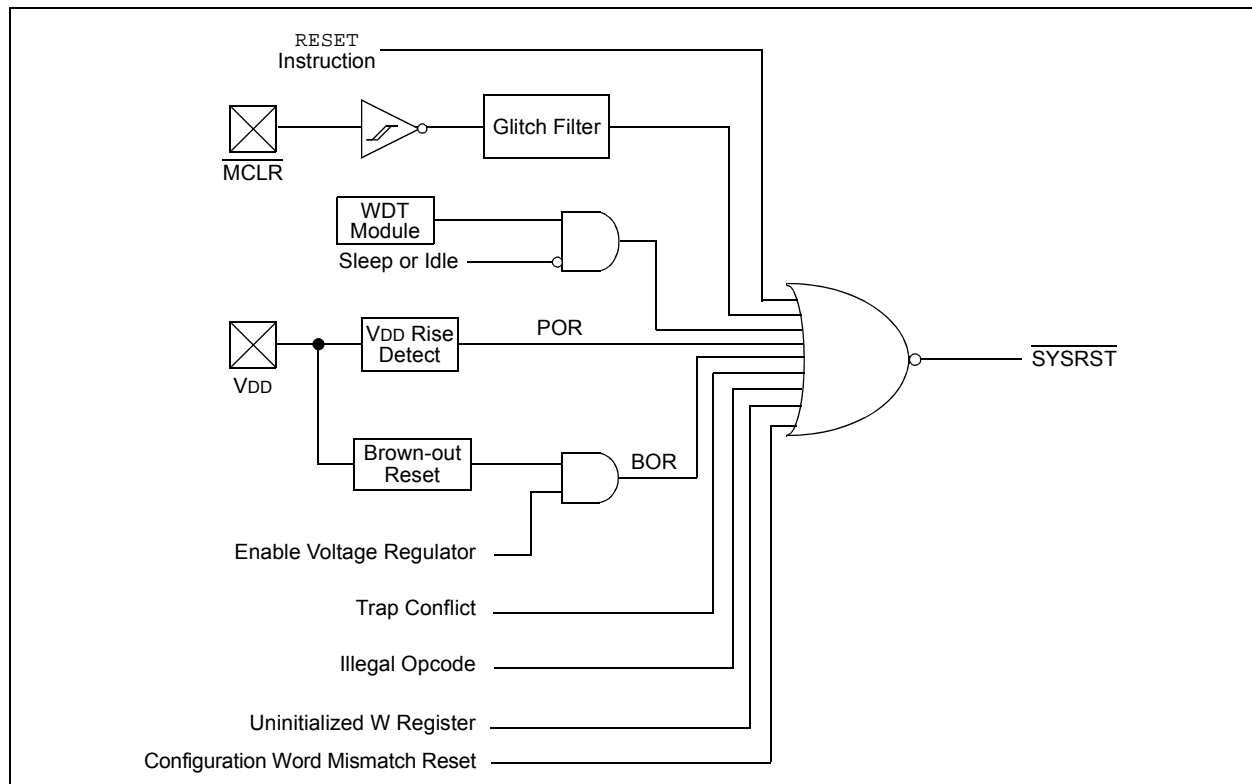 RESET
Instruction
MCLR
Glitch Filter
WDT
Module
Sleep or Idle
VDD
VDD Rise
Detect
POR
Brown-out
Reset
BOR
Enable Voltage Regulator
Trap Conflict
Illegal Opcode
Uninitialized W Register
Configuration Word Mismatch Reset
SYSRST